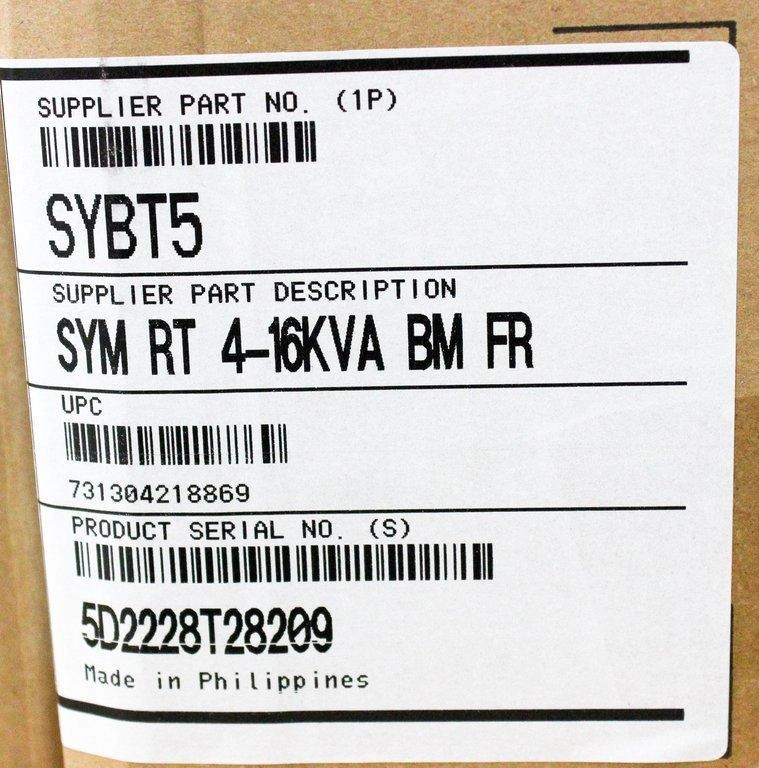 SUPPLIER PART NO. (1P)
SYBT5
SUPPLIER PART DESCRIPTION
SYM RT 4-16KVA BM FR
UPC
731304218869
PRODUCT SERIAL NO. (S)
5D2228T28209
Made in Philippines